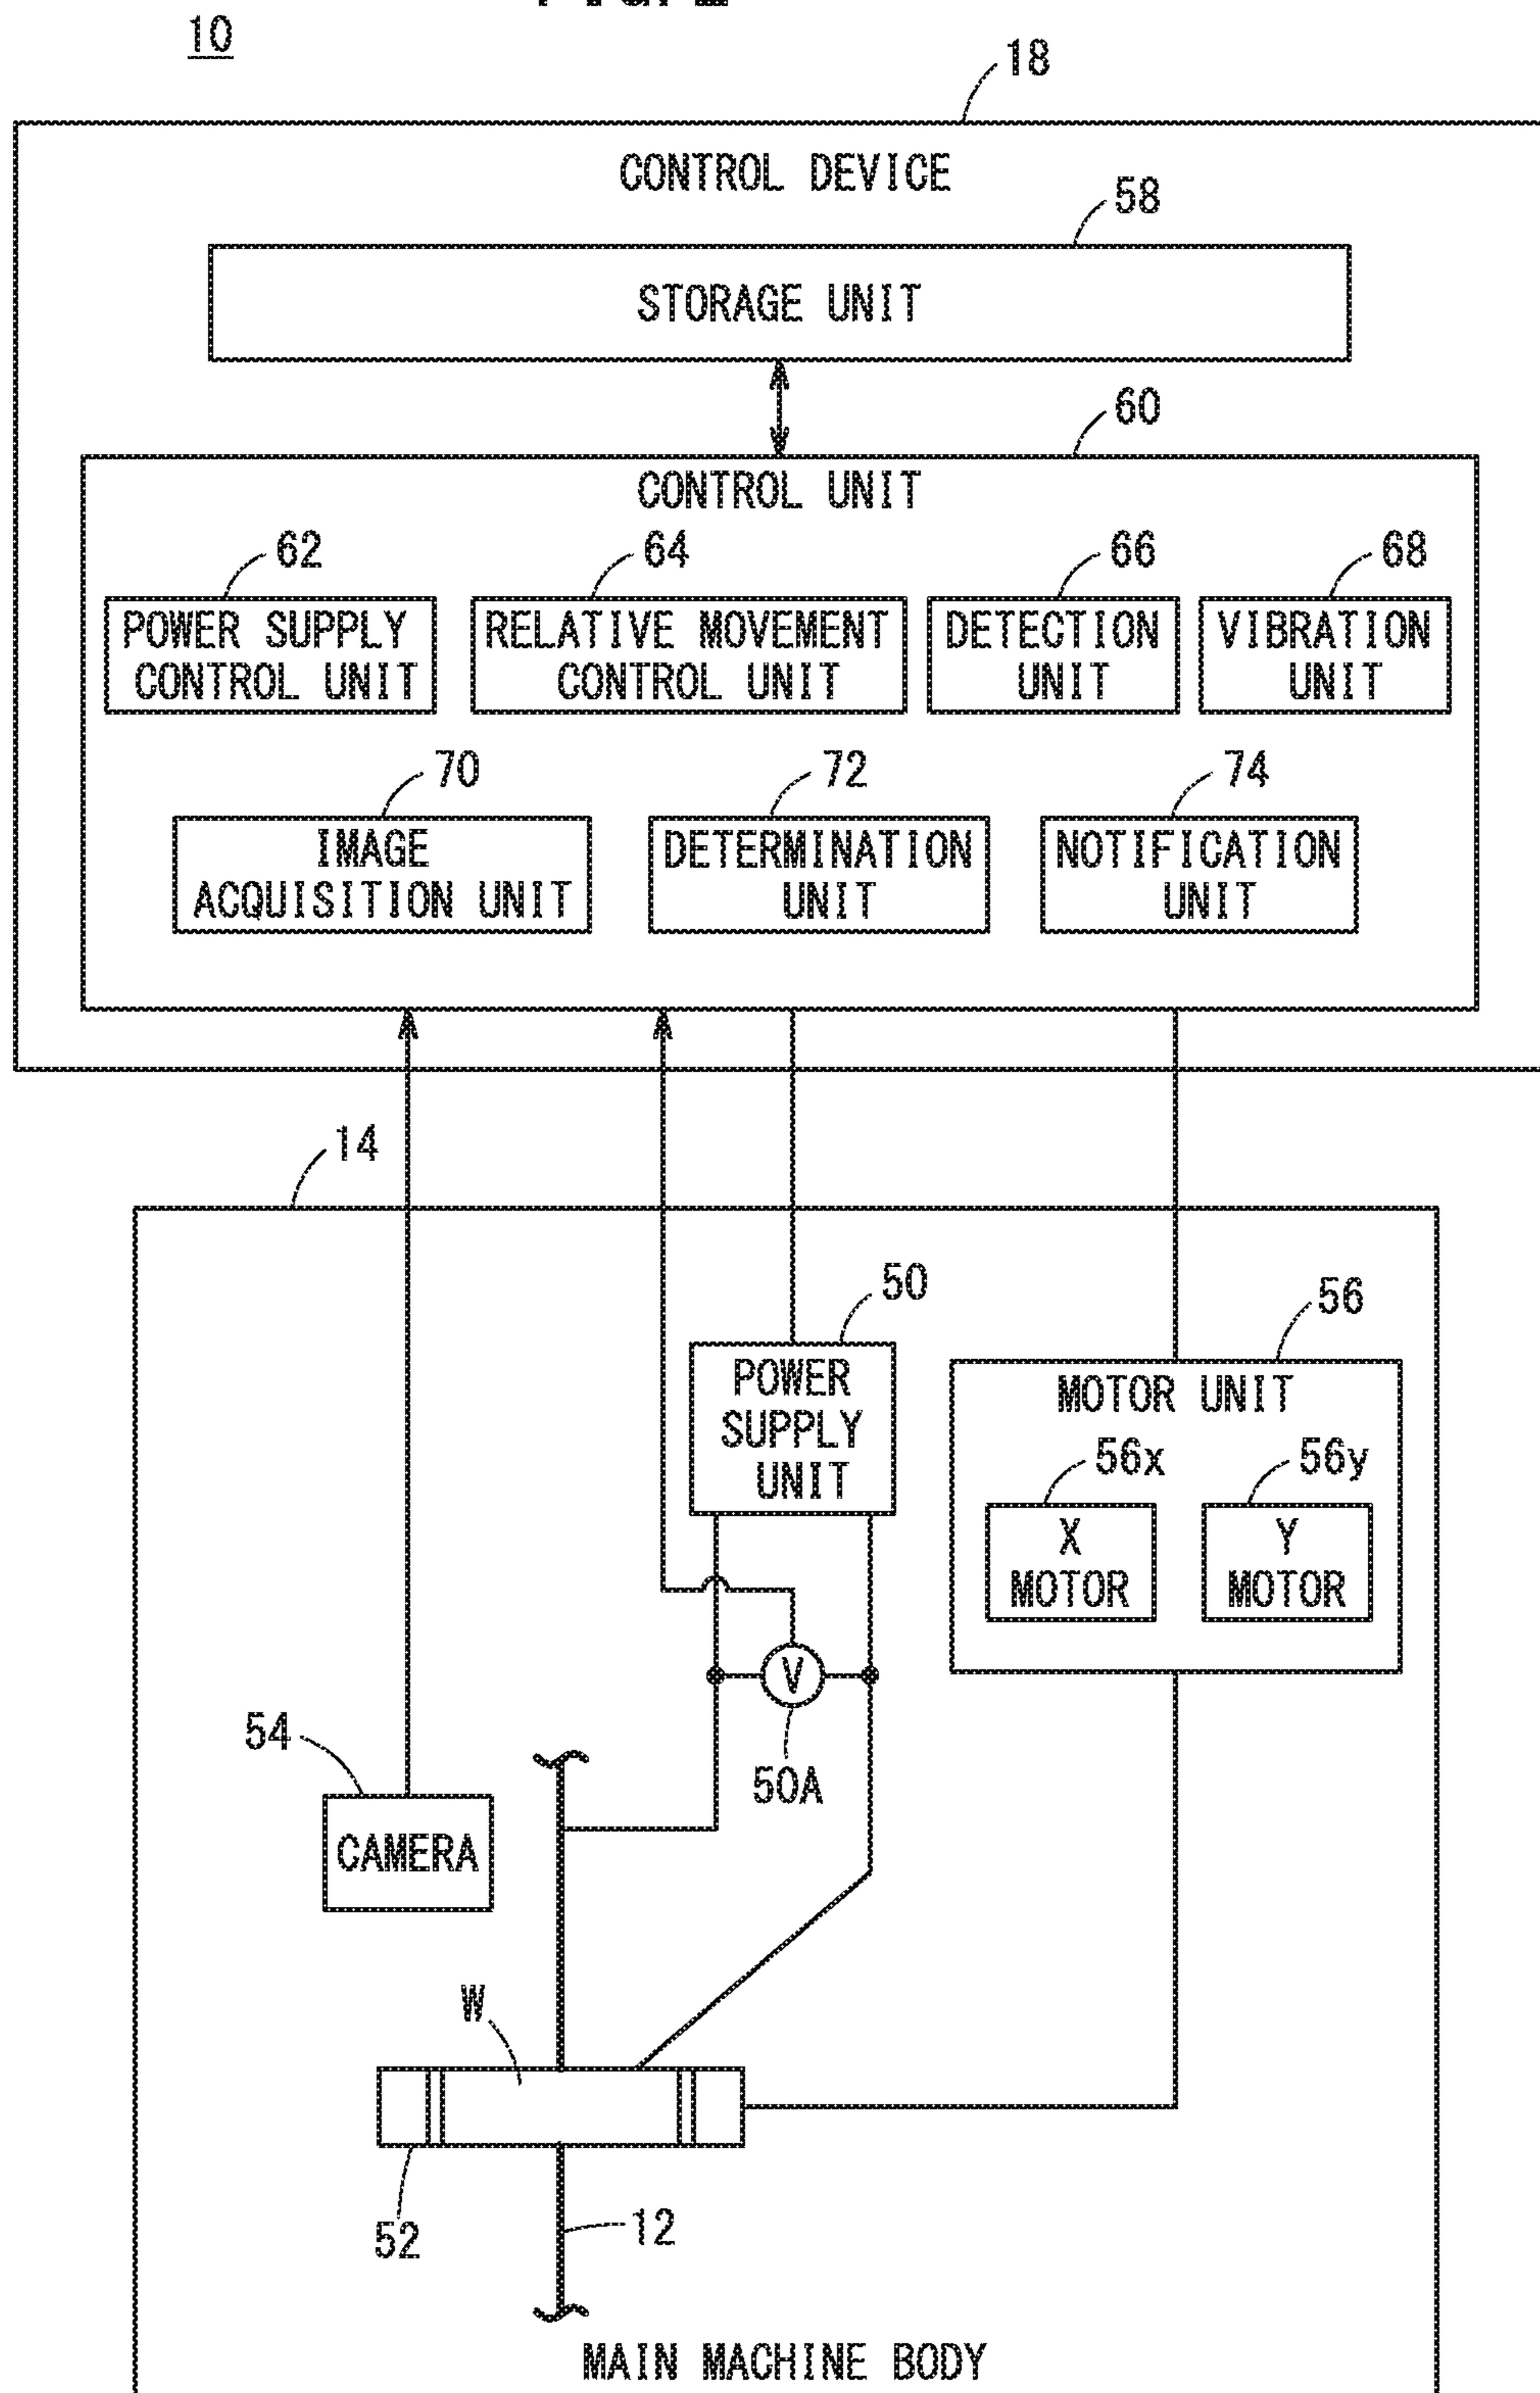 10
18
CONTROL DEVICE
58
STORAGE UNIT
60
CONTROL UNIT
62
64
66
68
POWER SUPPLY
CONTROL UNIT
RELATIVE MOVEMENT
CONTROL UNIT
DETECTION
UNIT
VIBRATION
UNIT
70
72
74
IMAGE
ACQUISITION UNIT
DETERMINATION
UNIT
NOTIFICATION
UNIT
14
50
56
POWER
SUPPLY
UNIT
MOTOR UNIT
56x
56y
X
MOTOR
Y
MOTOR
V
54
50A
CAMERA
W
52
12
MAIN MACHINE BODY